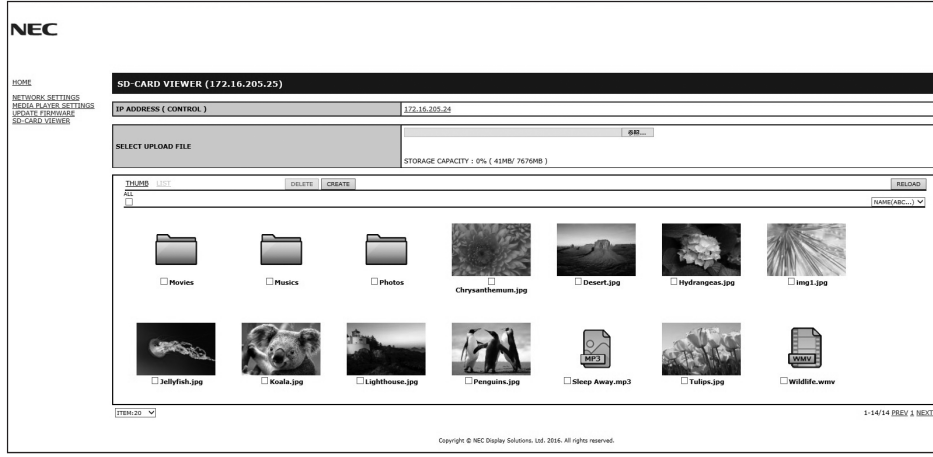 NEC
HOME
NETWORK SETTINGS
MEDIA PLAYER SETTINGS
UPDATE FIRMWARE
SD-CARD VIEWER
SD-CARD VIEWER (172.16.205.25)
IP ADDRESS ( CONTROL ) 172.16.205.24
SELECT UPLOAD FILE 参照...
STORAGE CAPACITY : 0% ( 41MB/ 7676MB )
THUMB LIST DELETE CREATE RELOAD
ALL
NAME(ABC...)
Movies Musics Photos Chrysanthemum.jpg Desert.jpg Hydrangeas.jpg img1.jpg
MP3 WMV
Jellyfish.jpg Koala.jpg Lighthouse.jpg Penguins.jpg Sleep Away.mp3 Tulips.jpg Wildlife.wmv
ITEM:20 1-14/14 PREV 1 NEXT
Copyright © NEC Display Solutions, Ltd. 2016. All rights reserved.